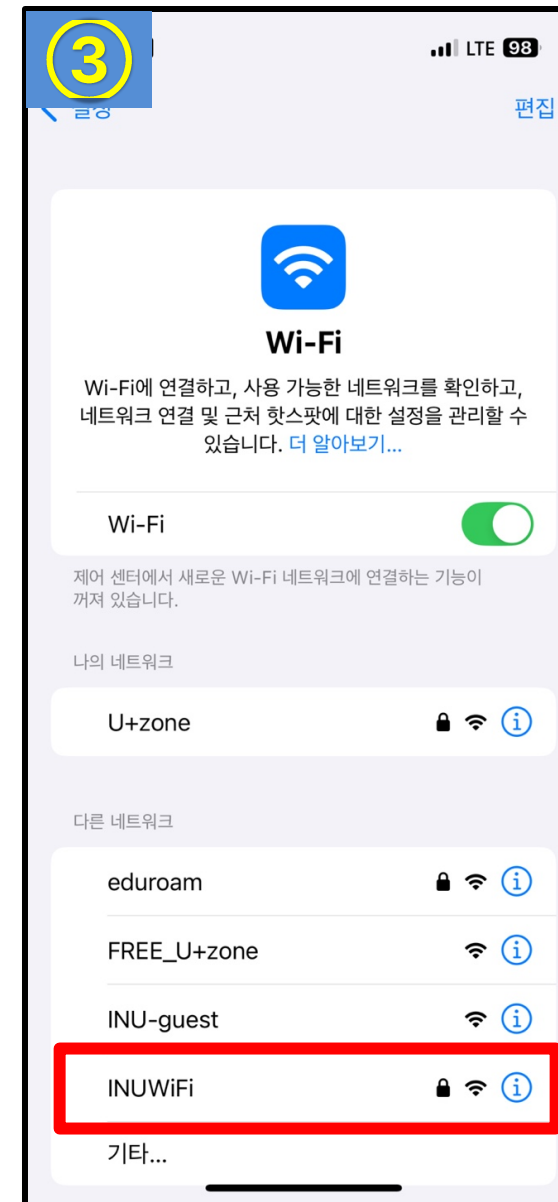 ③
LTE 98
편집
Wi-Fi
Wi-Fi에 연결하고, 사용 가능한 네트워크를 확인하고,
네트워크 연결 및 근처 핫스팟에 대한 설정을 관리할 수
있습니다. 더 알아보기...
Wi-Fi
제어 센터에서 새로운 Wi-Fi 네트워크에 연결하는 기능이
꺼져 있습니다.
나의 네트워크
U+zone
다른 네트워크
eduroam
FREE_U+zone
INU-guest
INUWiFi
기타...